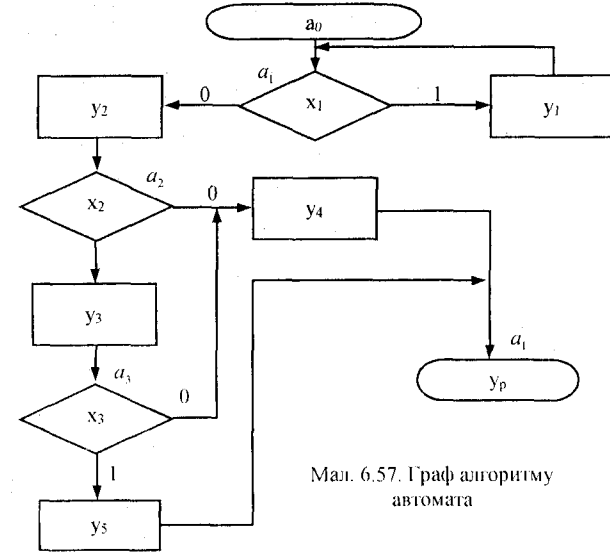 a₀
a₁
0
x₁
1
y₁
y₂
a₂
x₂
0
y₄
y₃
a₃
x₃
0
1
a₁
yₚ
y₅
Мал. 6.57. Граф алгоритму
автомата